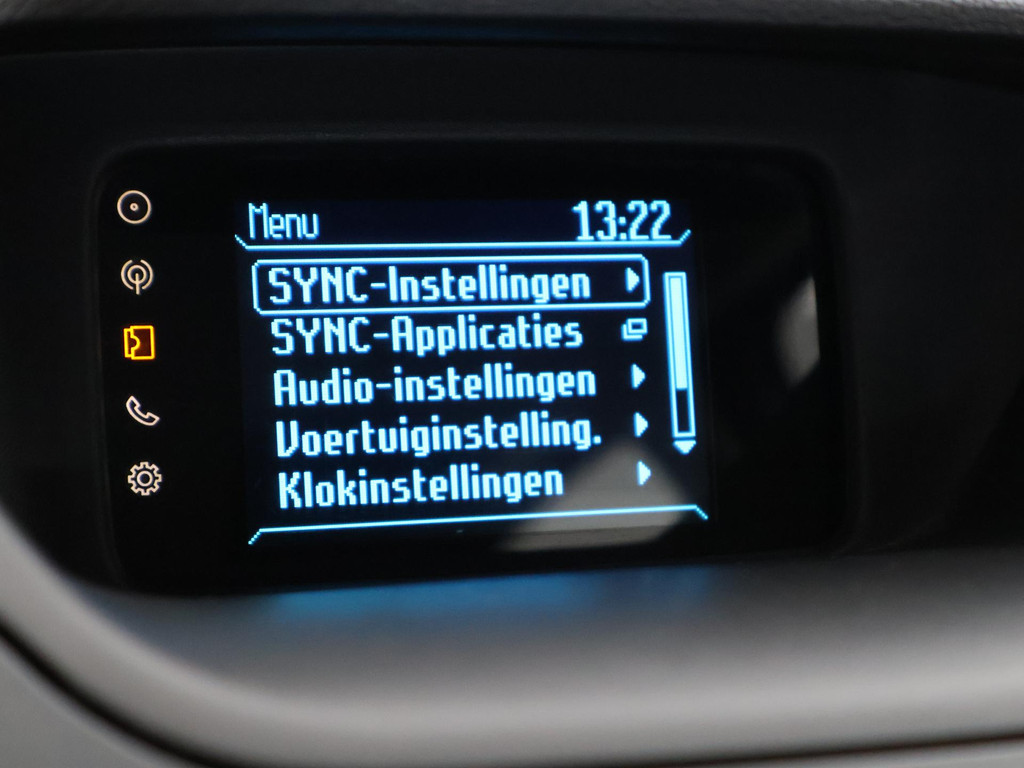 Menu 13:22
SYNC-Instellingen
SYNC-Applicaties
Audio-instellingen
Voertuiginstelling.
Klokinstellingen